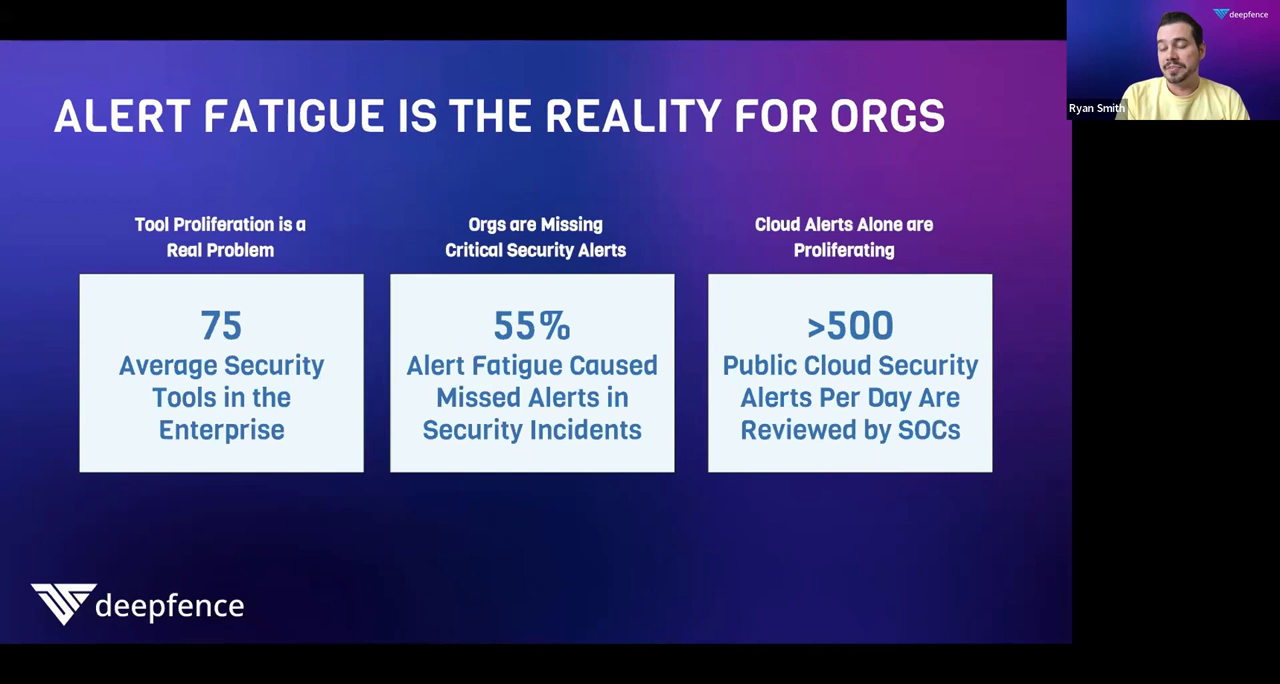 ALERT FATIGUE IS THE REALITY FOR ORGS
Tool Proliferation is a
Real Problem
75
Average Security
Tools in the
Enterprise
Orgs are Missing
Critical Security Alerts
55%
Alert Fatigue Caused
Missed Alerts in
Security Incidents
Cloud Alerts Alone are
Proliferating
>500
Public Cloud Security
Alerts Per Day Are
Reviewed by SOCs
deepfence
deepfence
Ryan Smith